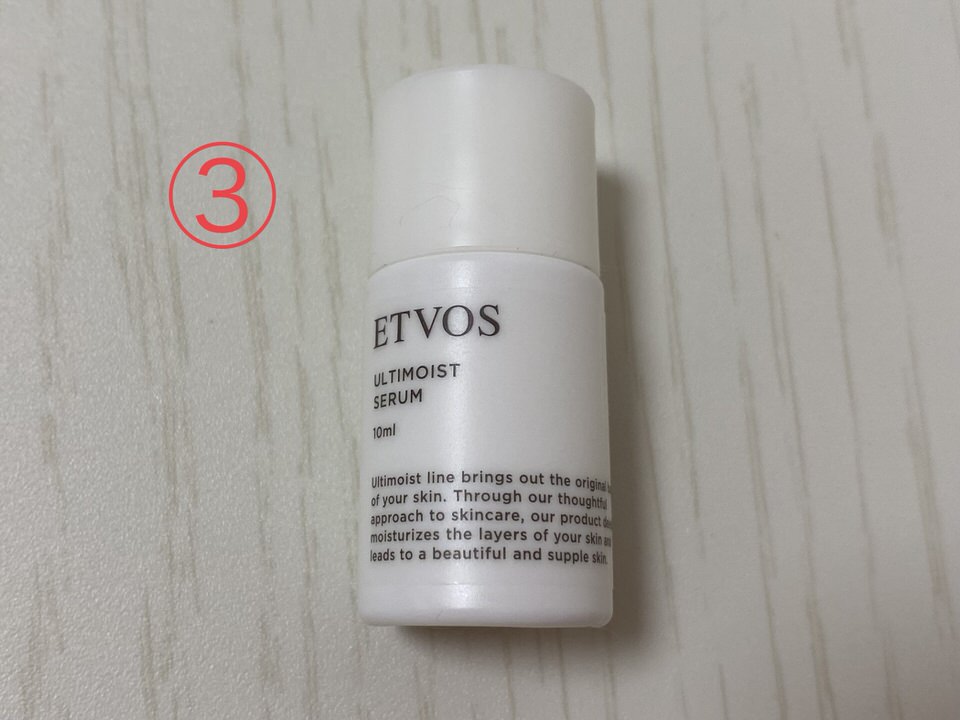 ③
ETVOS
ULTIMOIST
SERUM
10ml
Ultimoist line brings out the original
of your skin. Through our thoughtful
approach to skincare, our product
moisturizes the layers of your skin
leads to a beautiful and supple skin.